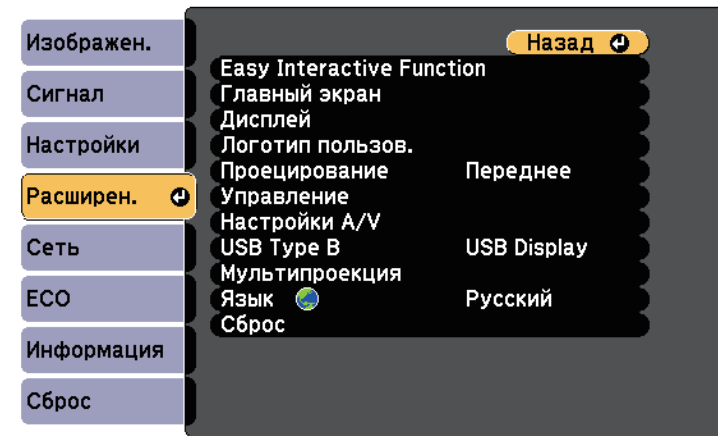 Изображен.
Сигнал
Настройки
Расширен.
Сеть
ECO
Информация
Сброс
Назад
Easy Interactive Function
Главный экран
Дисплей
Логотип пользов.
Проецирование Переднее
Управление
Настройки A/V
USB Type B USB Display
Мультипроекция
Язык Русский
Сброс